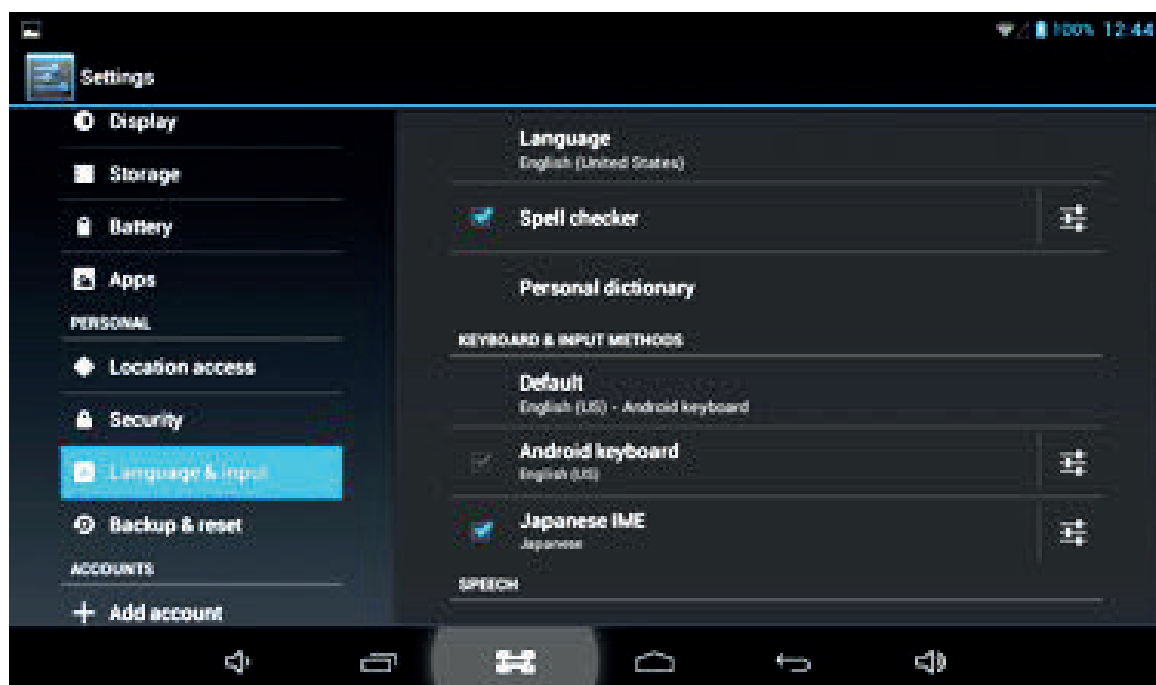 100% 12:44
Settings
Display
Storage
Battery
Apps
PERSONAL
Location access
Security
Language & input
Backup & reset
ACCOUNTS
Add account
Language
English (United States)
Spell checker
Personal dictionary
KEYBOARD & INPUT METHODS
Default
English (US) - Android keyboard
Android keyboard
English (US)
Japanese IME
Japanese
SPEECH